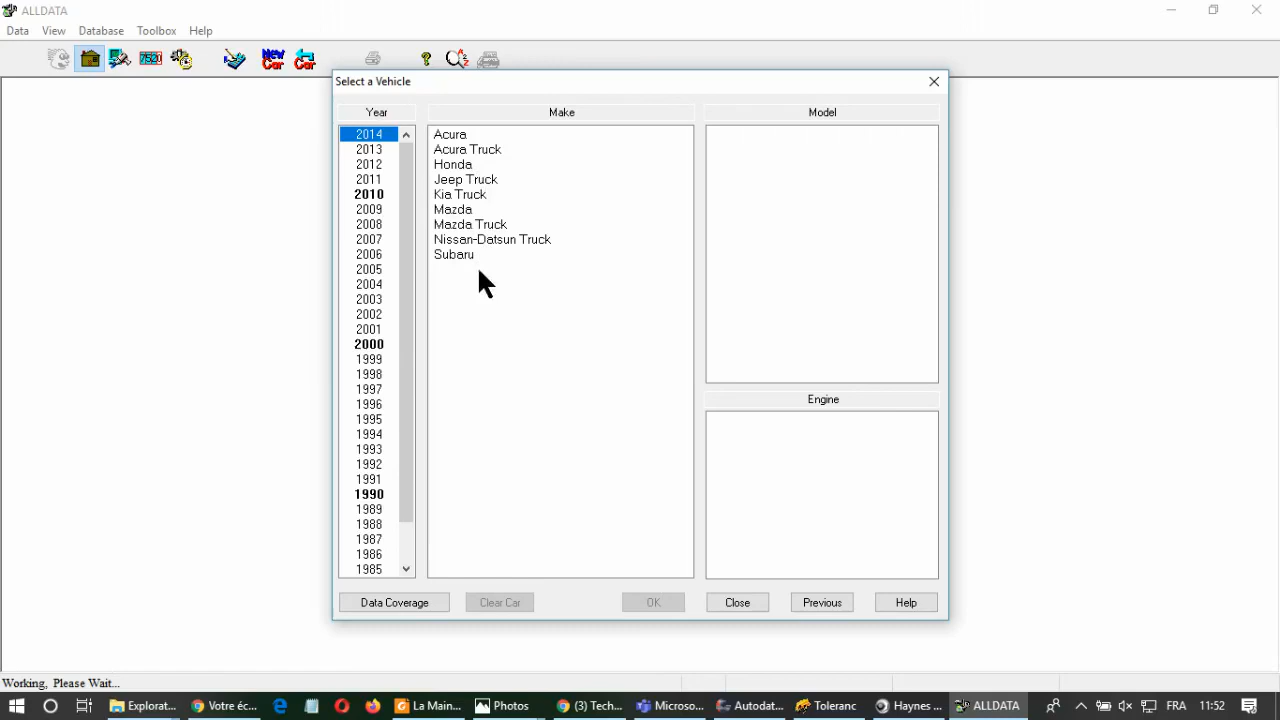 ALLDATA
Data View Database Toolbox Help
7520 New Car Car
Select a Vehicle
Year Make Model
2014 Acura
2013 Acura Truck
2012 Honda
2011 Jeep Truck
2010 Kia Truck
2009 Mazda
2008 Mazda Truck
2007 Nissan-Datsun Truck
2006 Subaru
2005
2004
2003
2002
2001
2000
1999
1998
1997
1996
1995
1994
1993
1992
1991
1990
1989
1988
1987
1986
1985
Engine
Data Coverage Clear Car OK Close Previous Help
Working, Please Wait...
Explorat... Votre éc... La Main... Photos (3) Tech... Microso... Autodat... Toleranc Haynes ... ALLDATA FRA 11:52